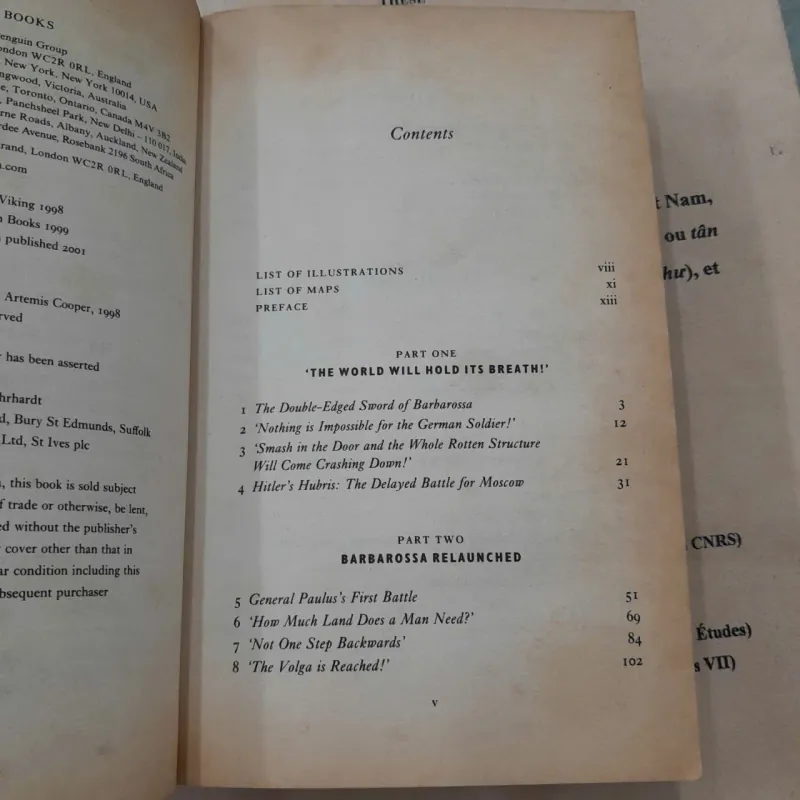 BOOKS
enguin Group
ondon WC2R 0RL, England
New York, New York 10014, USA
ngwood, Victoria, Australia
e, Toronto, Ontario, Canada M4V 3B2
, Panchsheel Park, New Delhi – 110 017, India
rne Roads, Albany, Auckland, New Zealand
rdee Avenue, Rosebank 2196 South Africa
trand, London WC2R 0RL, England
n.com
Viking 1998
n Books 1999
published 2001
Artemis Cooper, 1998
erved
r has been asserted
hrhardt
d, Bury St Edmunds, Suffolk
Ltd, St Ives plc
, this book is sold subject
f trade or otherwise, be lent,
ed without the publisher's
r cover other than that in
ar condition including this
bsequent purchaser
Contents
LIST OF ILLUSTRATIONS viii
LIST OF MAPS xi
PREFACE xiii
PART ONE
'THE WORLD WILL HOLD ITS BREATH!'
1 The Double-Edged Sword of Barbarossa 3
2 'Nothing is Impossible for the German Soldier!' 12
3 'Smash in the Door and the Whole Rotten Structure
Will Come Crashing Down!' 21
4 Hitler's Hubris: The Delayed Battle for Moscow 31
PART TWO
BARBAROSSA RELAUNCHED
5 General Paulus's First Battle 51
6 'How Much Land Does a Man Need?' 69
7 'Not One Step Backwards' 84
8 'The Volga is Reached!' 102
v
THESE
t Nam,
ou tân
hư), et
CNRS)
Études)
s VII)